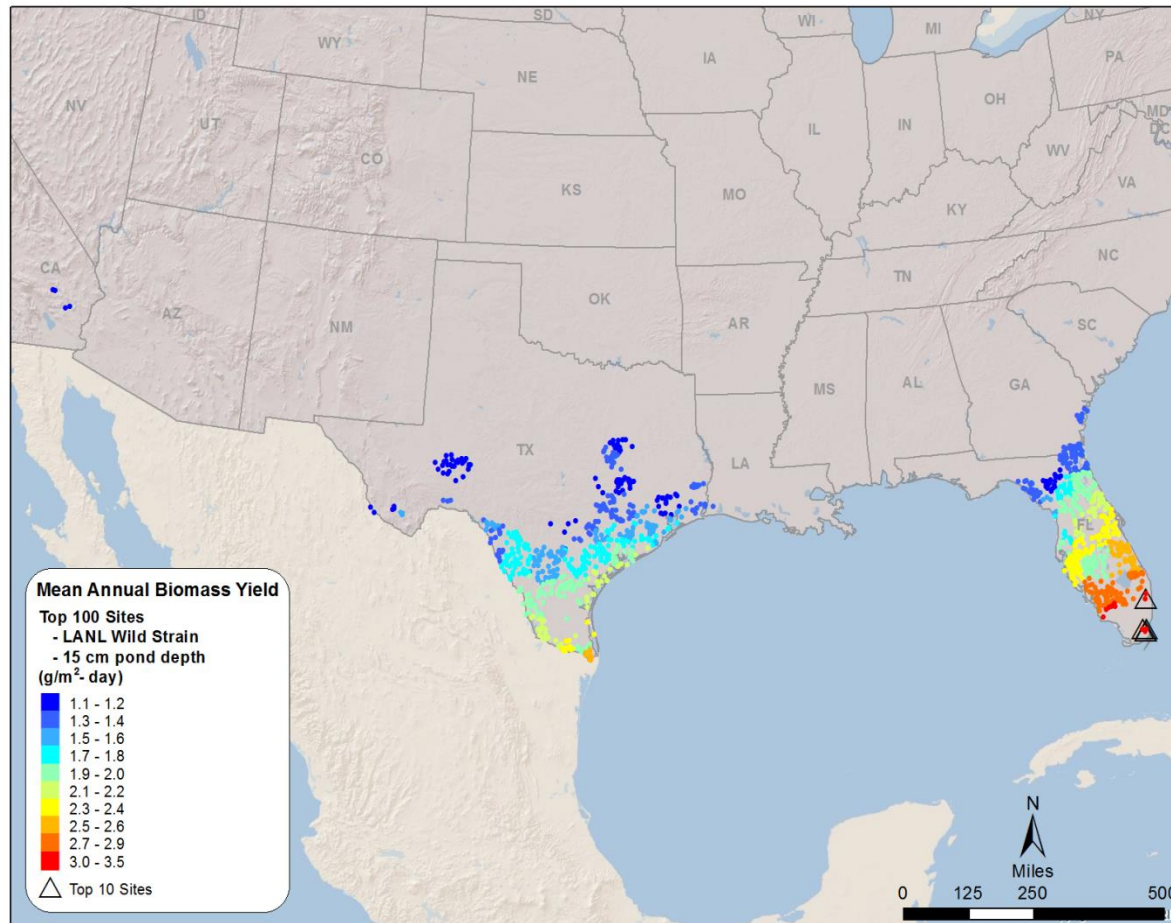 ID
SD
WI
MI
NY
WY
IA
PA
NE
NV
UT
OH
IL
IN
MD
DC
CO
WV
VA
KS
MO
KY
CA
NC
TN
AZ
NM
OK
AR
SC
MS
AL
GA
TX
LA
FL
Mean Annual Biomass Yield
Top 100 Sites
- LANL Wild Strain
- 15 cm pond depth
(g/m²- day)
1.1 - 1.2
1.3 - 1.4
1.5 - 1.6
1.7 - 1.8
1.9 - 2.0
2.1 - 2.2
2.3 - 2.4
2.5 - 2.6
2.7 - 2.9
3.0 - 3.5
Top 10 Sites
N
Miles
0 125 250 500